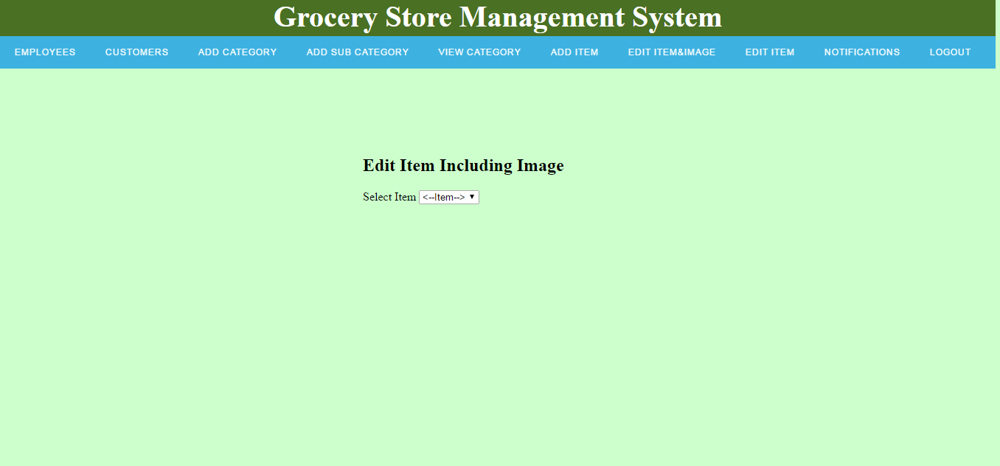 Grocery Store Management System
EMPLOYEES CUSTOMERS ADD CATEGORY ADD SUB CATEGORY VIEW CATEGORY ADD ITEM EDIT ITEM&IMAGE EDIT ITEM NOTIFICATIONS LOGOUT
Edit Item Including Image
Select Item <--Item-->